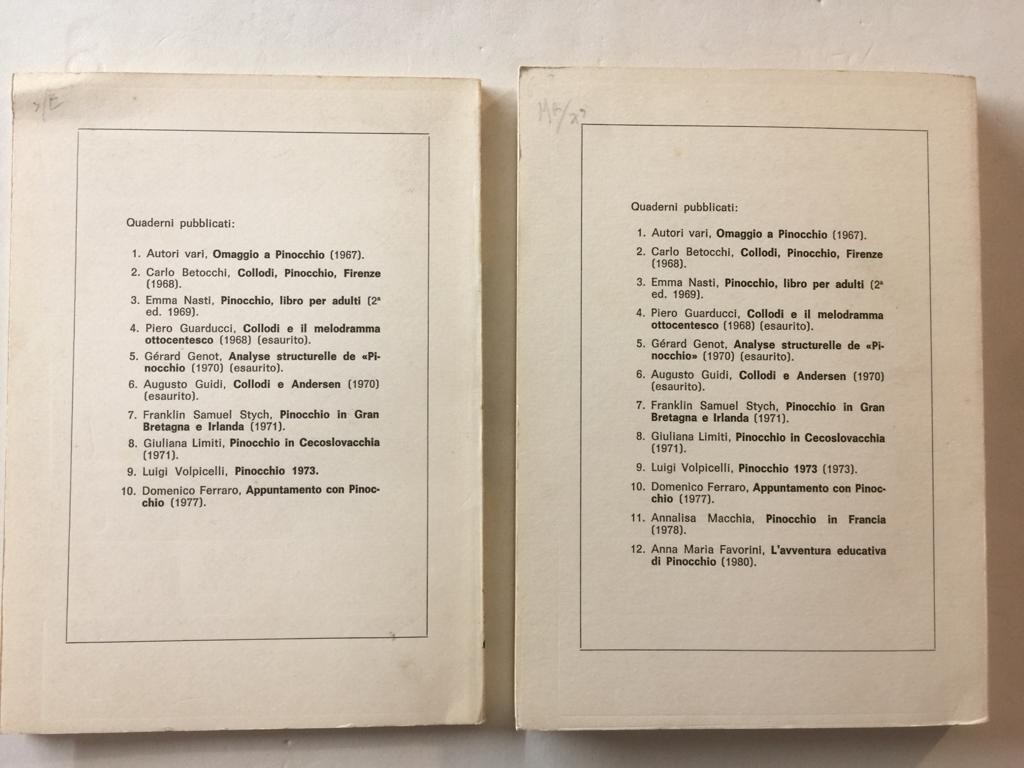 Quaderni pubblicati:
1. Autori vari, Omaggio a Pinocchio (1967).
2. Carlo Betocchi, Collodi, Pinocchio, Firenze
(1968).
3. Emma Nasti, Pinocchio, libro per adulti (2ª
ed. 1969).
4. Piero Guarducci, Collodi e il melodramma
ottocentesco (1968) (esaurito).
5. Gérard Genot, Analyse structurelle de «Pi-
nocchio (1970) (esaurito).
6. Augusto Guidi, Collodi e Andersen (1970)
(esaurito).
7. Franklin Samuel Stych, Pinocchio in Gran
Bretagna e Irlanda (1971).
8. Giuliana Limiti, Pinocchio in Cecoslovacchia
(1971).
9. Luigi Volpicelli, Pinocchio 1973.
10. Domenico Ferraro, Appuntamento con Pinoc-
chio (1977).
Quaderni pubblicati:
1. Autori vari, Omaggio a Pinocchio (1967).
2. Carlo Betocchi, Collodi, Pinocchio, Firenze
(1968).
3. Emma Nasti, Pinocchio, libro per adulti (2ª
ed. 1969).
4. Piero Guarducci, Collodi e il melodramma
ottocentesco (1968) (esaurito).
5. Gérard Genot, Analyse structurelle de «Pi-
nocchio» (1970) (esaurito).
6. Augusto Guidi, Collodi e Andersen (1970)
(esaurito).
7. Franklin Samuel Stych, Pinocchio in Gran
Bretagna e Irlanda (1971).
8. Giuliana Limiti, Pinocchio in Cecoslovacchia
(1971).
9. Luigi Volpicelli, Pinocchio 1973 (1973).
10. Domenico Ferraro, Appuntamento con Pinoc-
chio (1977).
11. Annalisa Macchia, Pinocchio in Francia
(1978).
12. Anna Maria Favorini, L'avventura educativa
di Pinocchio (1980).